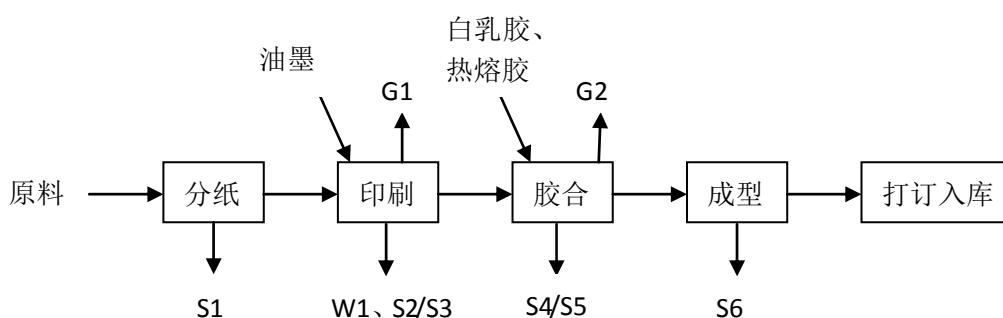 白乳胶、
热熔胶
油墨
G1
G2
原料
分纸
印刷
胶合
成型
打订入库
S1
W1、S2/S3
S4/S5
S6